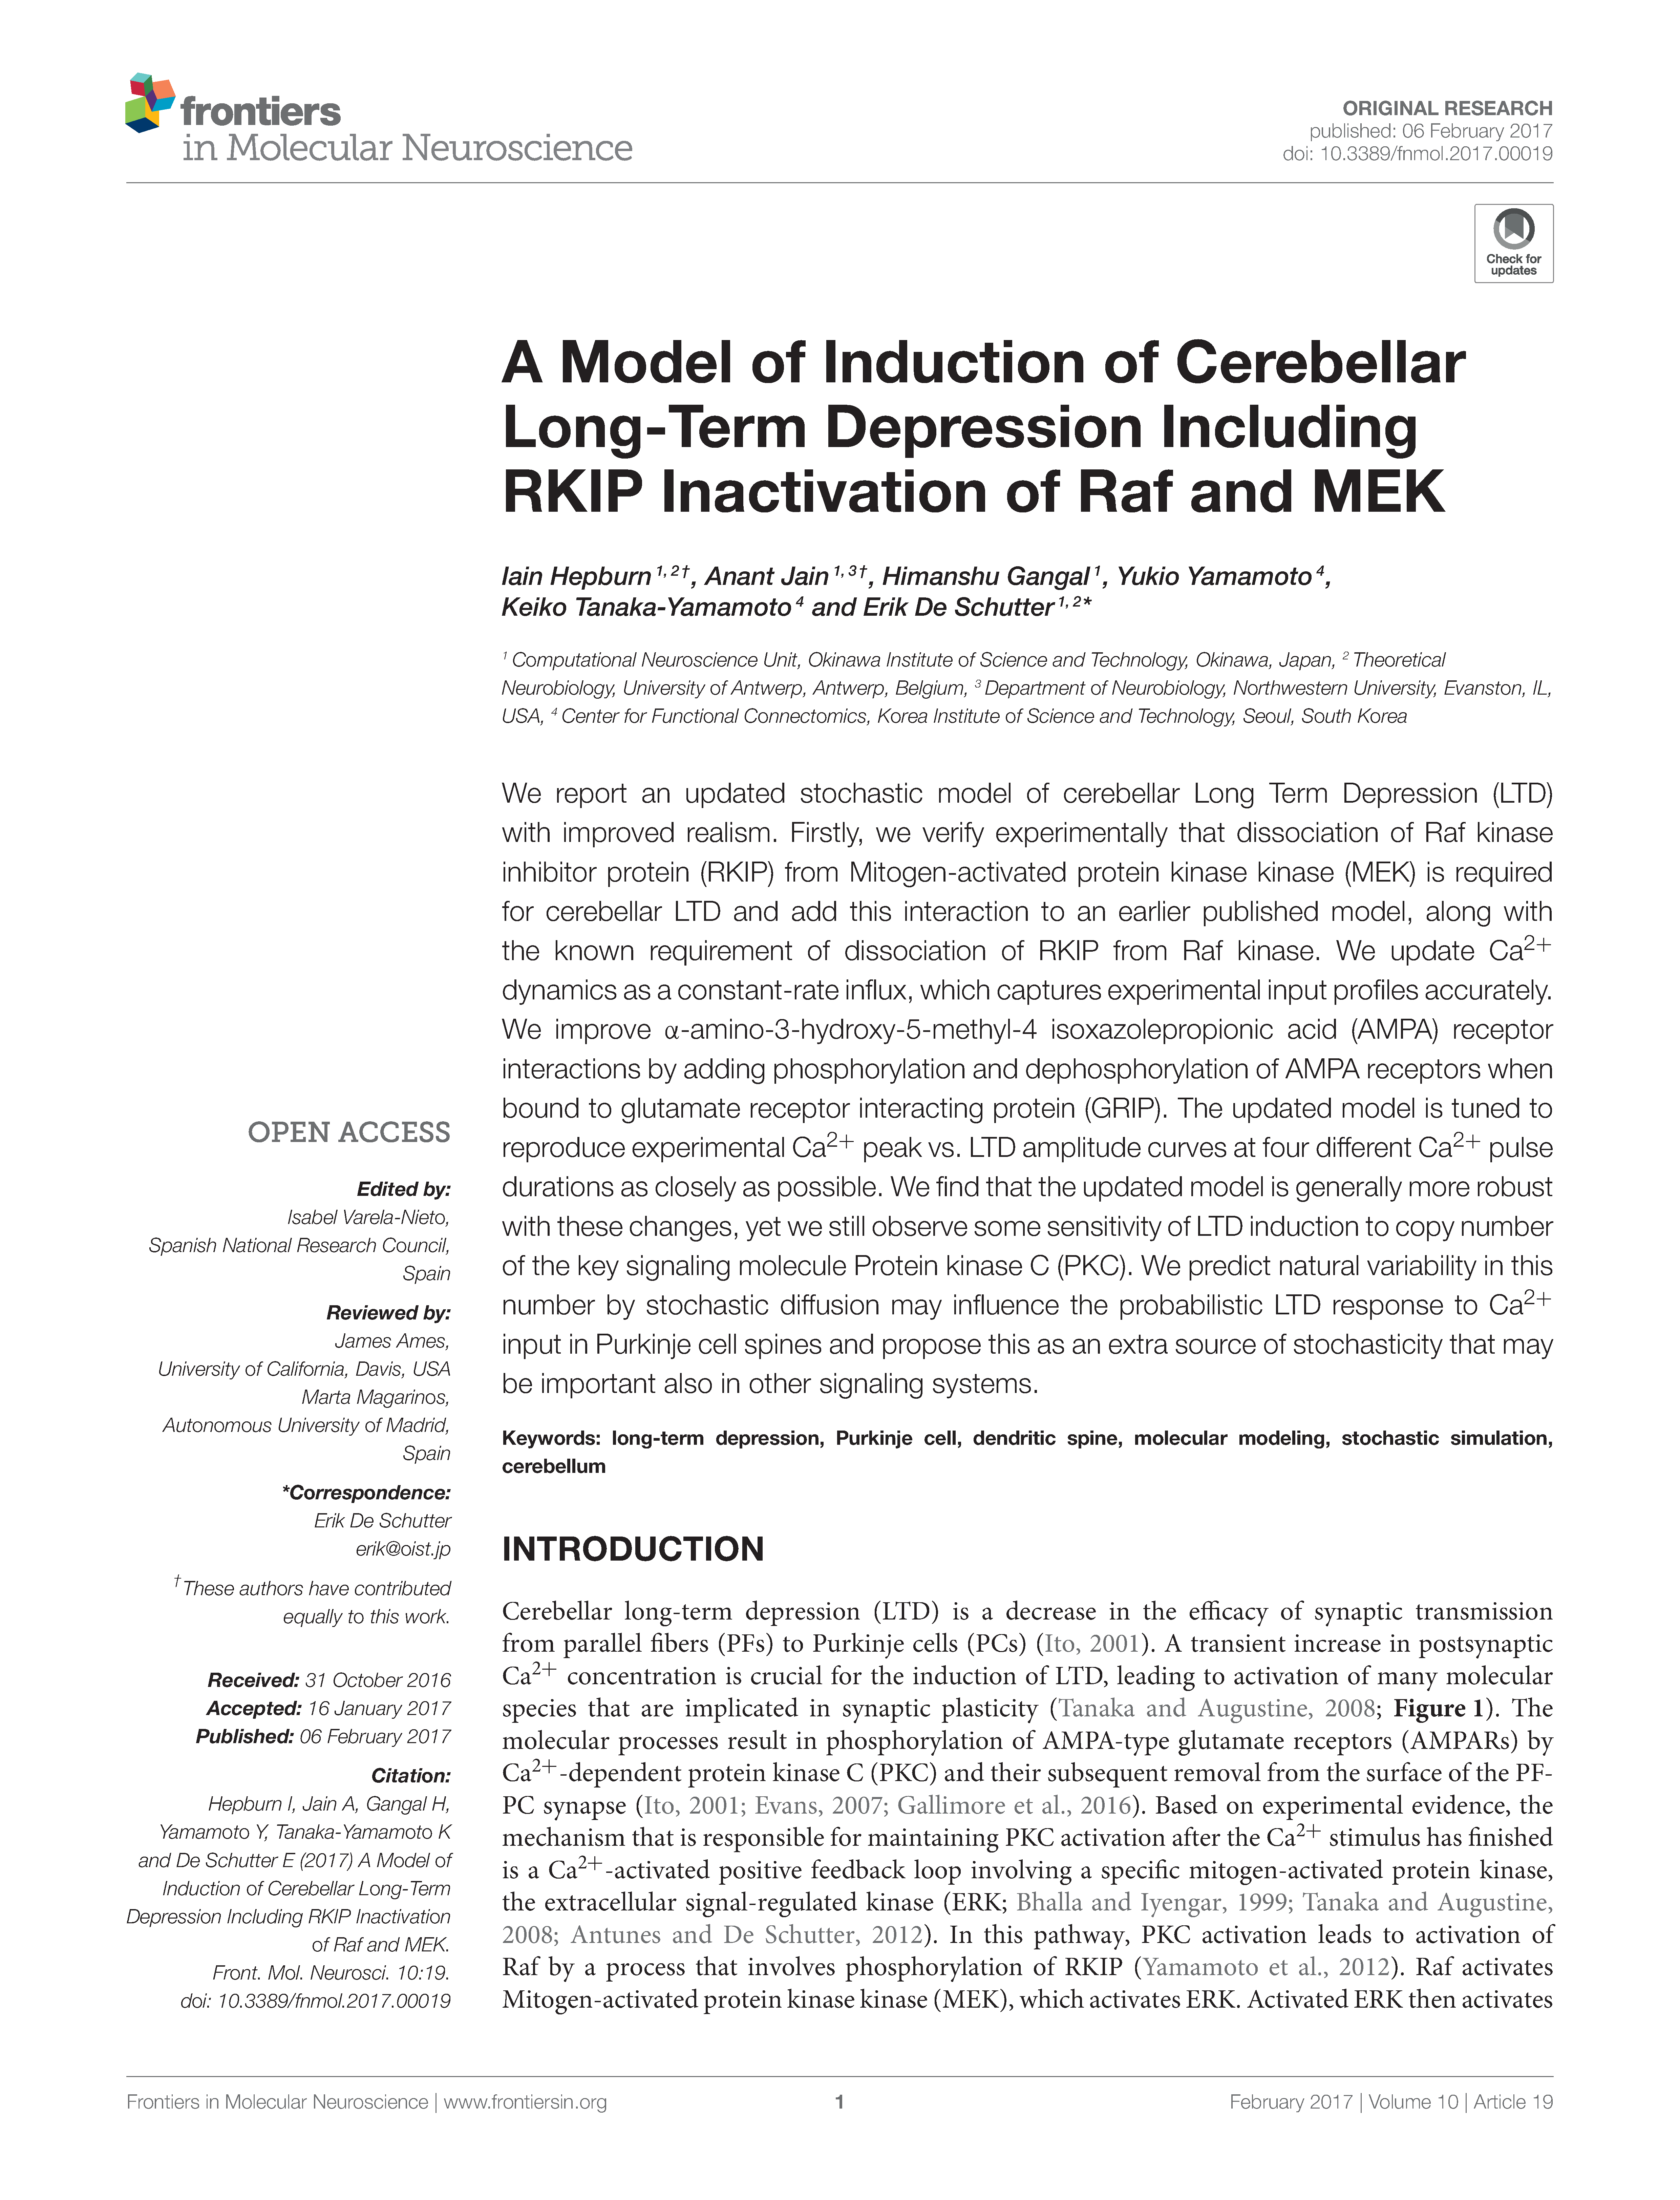 frontiers
in Molecular Neuroscience
ORIGINAL RESEARCH
published: 06 February 2017
doi: 10.3389/fnmol.2017.00019
Check for
updates
A Model of Induction of Cerebellar
Long-Term Depression Including
RKIP Inactivation of Raf and MEK
Iain Hepburn 1, 2†, Anant Jain 1, 3†, Himanshu Gangal 1, Yukio Yamamoto 4,
Keiko Tanaka-Yamamoto 4 and Erik De Schutter 1, 2*
1 Computational Neuroscience Unit, Okinawa Institute of Science and Technology, Okinawa, Japan, 2 Theoretical
Neurobiology, University of Antwerp, Antwerp, Belgium, 3 Department of Neurobiology, Northwestern University, Evanston, IL,
USA, 4 Center for Functional Connectomics, Korea Institute of Science and Technology, Seoul, South Korea
We report an updated stochastic model of cerebellar Long Term Depression (LTD)
with improved realism. Firstly, we verify experimentally that dissociation of Raf kinase
inhibitor protein (RKIP) from Mitogen-activated protein kinase kinase (MEK) is required
for cerebellar LTD and add this interaction to an earlier published model, along with
the known requirement of dissociation of RKIP from Raf kinase. We update Ca2+
dynamics as a constant-rate influx, which captures experimental input profiles accurately.
We improve α-amino-3-hydroxy-5-methyl-4 isoxazolepropionic acid (AMPA) receptor
interactions by adding phosphorylation and dephosphorylation of AMPA receptors when
bound to glutamate receptor interacting protein (GRIP). The updated model is tuned to
reproduce experimental Ca2+ peak vs. LTD amplitude curves at four different Ca2+ pulse
durations as closely as possible. We find that the updated model is generally more robust
with these changes, yet we still observe some sensitivity of LTD induction to copy number
of the key signaling molecule Protein kinase C (PKC). We predict natural variability in this
number by stochastic diffusion may influence the probabilistic LTD response to Ca2+
input in Purkinje cell spines and propose this as an extra source of stochasticity that may
be important also in other signaling systems.
Keywords: long-term depression, Purkinje cell, dendritic spine, molecular modeling, stochastic simulation,
cerebellum
OPEN ACCESS
Edited by:
Isabel Varela-Nieto,
Spanish National Research Council,
Spain
Reviewed by:
James Ames,
University of California, Davis, USA
Marta Magarinos,
Autonomous University of Madrid,
Spain
*Correspondence:
Erik De Schutter
erik@oist.jp
†These authors have contributed
equally to this work.
Received: 31 October 2016
Accepted: 16 January 2017
Published: 06 February 2017
Citation:
Hepburn I, Jain A, Gangal H,
Yamamoto Y, Tanaka-Yamamoto K
and De Schutter E (2017) A Model of
Induction of Cerebellar Long-Term
Depression Including RKIP Inactivation
of Raf and MEK.
Front. Mol. Neurosci. 10:19.
doi: 10.3389/fnmol.2017.00019
INTRODUCTION
Cerebellar long-term depression (LTD) is a decrease in the efficacy of synaptic transmission
from parallel fibers (PFs) to Purkinje cells (PCs) (Ito, 2001). A transient increase in postsynaptic
Ca2+ concentration is crucial for the induction of LTD, leading to activation of many molecular
species that are implicated in synaptic plasticity (Tanaka and Augustine, 2008; Figure 1). The
molecular processes result in phosphorylation of AMPA-type glutamate receptors (AMPARs) by
Ca2+-dependent protein kinase C (PKC) and their subsequent removal from the surface of the PF-
PC synapse (Ito, 2001; Evans, 2007; Gallimore et al., 2016). Based on experimental evidence, the
mechanism that is responsible for maintaining PKC activation after the Ca2+ stimulus has finished
is a Ca2+-activated positive feedback loop involving a specific mitogen-activated protein kinase,
the extracellular signal-regulated kinase (ERK; Bhalla and Iyengar, 1999; Tanaka and Augustine,
2008; Antunes and De Schutter, 2012). In this pathway, PKC activation leads to activation of
Raf by a process that involves phosphorylation of RKIP (Yamamoto et al., 2012). Raf activates
Mitogen-activated protein kinase kinase (MEK), which activates ERK. Activated ERK then activates
Frontiers in Molecular Neuroscience | www.frontiersin.org
1
February 2017 | Volume 10 | Article 19